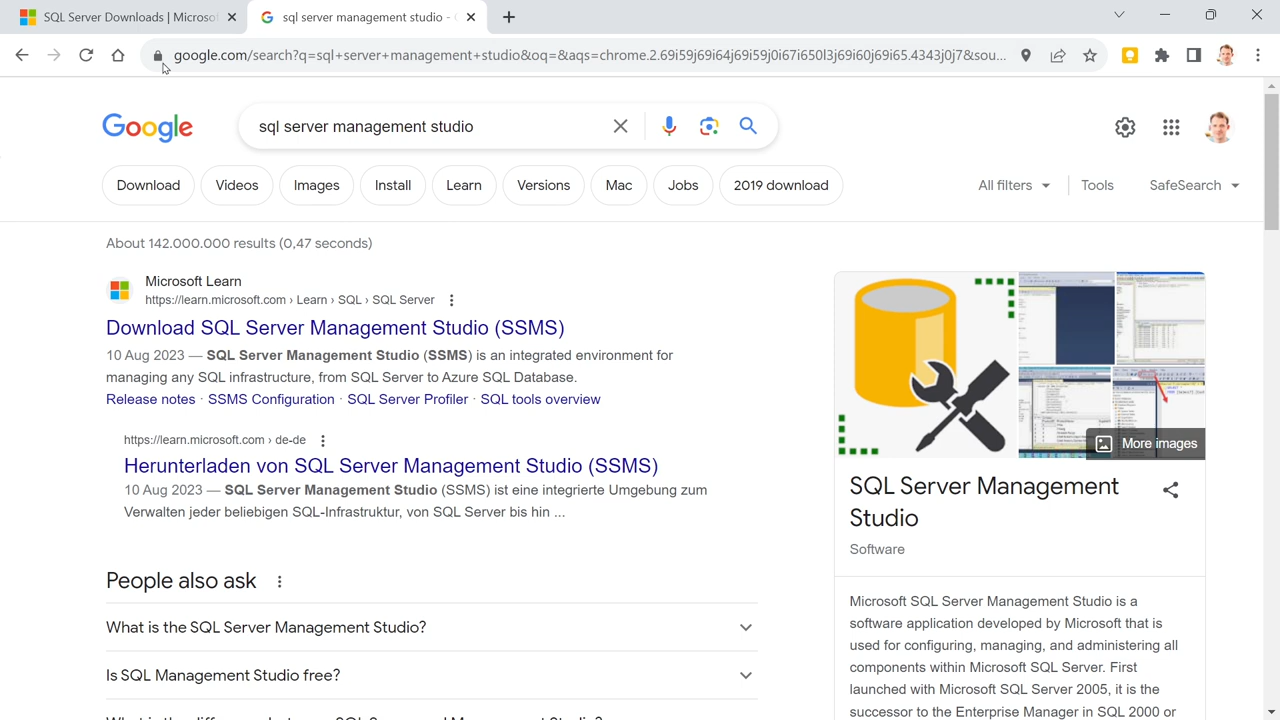 SQL Server Downloads | Microsof
sql server management studio -
google.com/search?q=sql+server+management+studio&oq=&aqs=chrome.2.69i59j69i64j69i59j0i67i650l3j69i60j69i65.4343j0j7&sou...
Google
sql server management studio
Download
Videos
Images
Install
Learn
Versions
Mac
Jobs
2019 download
All filters
Tools
SafeSearch
About 142.000.000 results (0,47 seconds)
Microsoft Learn
https://learn.microsoft.com › Learn › SQL › SQL Server
Download SQL Server Management Studio (SSMS)
10 Aug 2023 — SQL Server Management Studio (SSMS) is an integrated environment for
managing any SQL infrastructure, from SQL Server to Azure SQL Database.
Release notes · SSMS Configuration · SQL Server Profiler · SQL tools overview
https://learn.microsoft.com › de-de
Herunterladen von SQL Server Management Studio (SSMS)
10 Aug 2023 — SQL Server Management Studio (SSMS) ist eine integrierte Umgebung zum
Verwalten jeder beliebigen SQL-Infrastruktur, von SQL Server bis hin ...
People also ask
What is the SQL Server Management Studio?
Is SQL Management Studio free?
More images
SQL Server Management
Studio
Software
Microsoft SQL Server Management Studio is a
software application developed by Microsoft that is
used for configuring, managing, and administering all
components within Microsoft SQL Server. First
launched with Microsoft SQL Server 2005, it is the
successor to the Enterprise Manager in SQL 2000 or